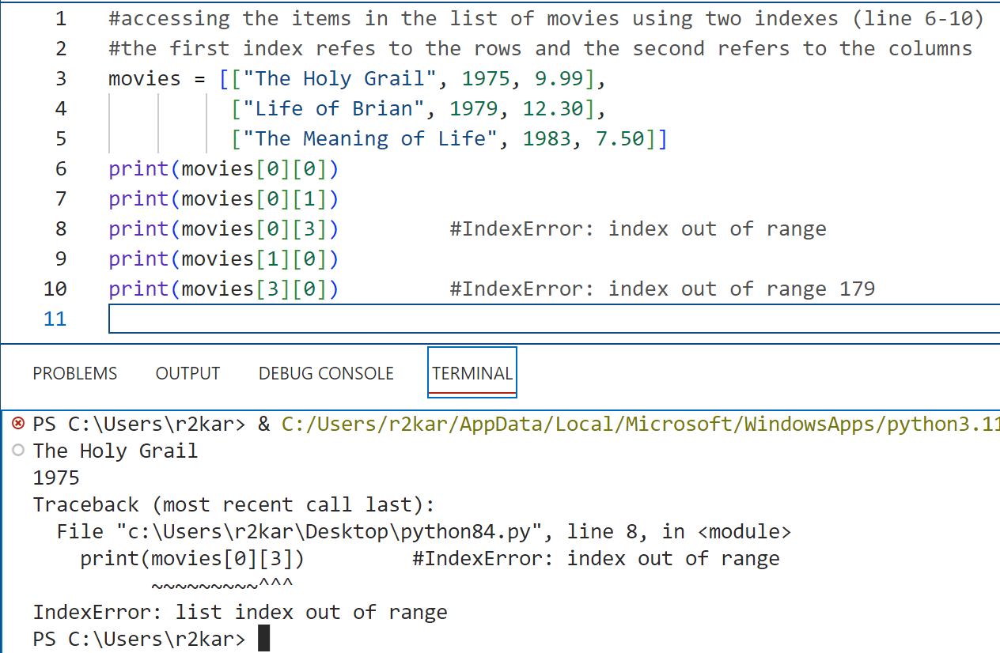 1 #accessing the items in the list of movies using two indexes (line 6-10)
2 #the first index refes to the rows and the second refers to the columns
3 movies = [["The Holy Grail", 1975, 9.99],
4 ["Life of Brian", 1979, 12.30],
5 ["The Meaning of Life", 1983, 7.50]]
6 print(movies[0][0])
7 print(movies[0][1])
8 print(movies[0][3]) #IndexError: index out of range
9 print(movies[1][0])
10 print(movies[3][0]) #IndexError: index out of range 179
11
PROBLEMS OUTPUT DEBUG CONSOLE TERMINAL
PS C:\Users\r2kar> & C:/Users/r2kar/AppData/Local/Microsoft/WindowsApps/python3.11
The Holy Grail
1975
Traceback (most recent call last):
File "c:\Users\r2kar\Desktop\python84.py", line 8, in <module>
print(movies[0][3]) #IndexError: index out of range
~~~~~~~~~^^^
IndexError: list index out of range
PS C:\Users\r2kar>